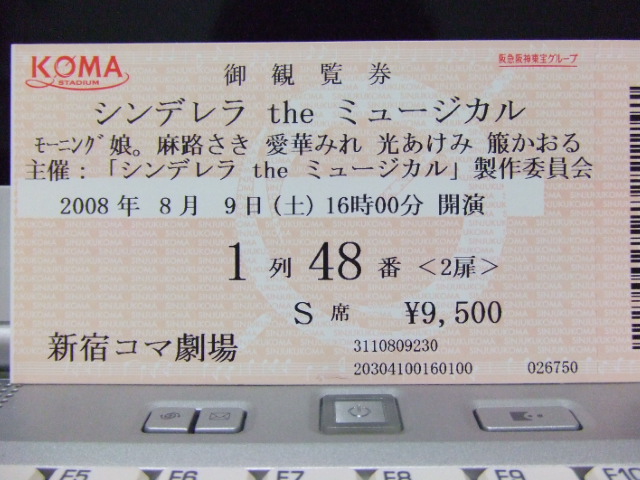 KOMA
STADIUM
阪急阪神東宝グループ
御観覧券
シンデレラ the ミュージカル
ﾓｰﾆﾝｸﾞ娘。麻路さき 愛華みれ 光あけみ 箙かおる
主催:「シンデレラ the ミュージカル」製作委員会
2008年 8月 9日(土) 16時00分 開演
1列 48番 <2扉>
S席 ¥9,500
新宿コマ劇場
3110809230
20304100160100
026750
F5 F6 F7 F8 F9 F10